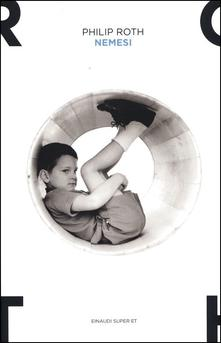 R O
PHILIP ROTH
NEMESI
EINAUDI SUPER ET
T H